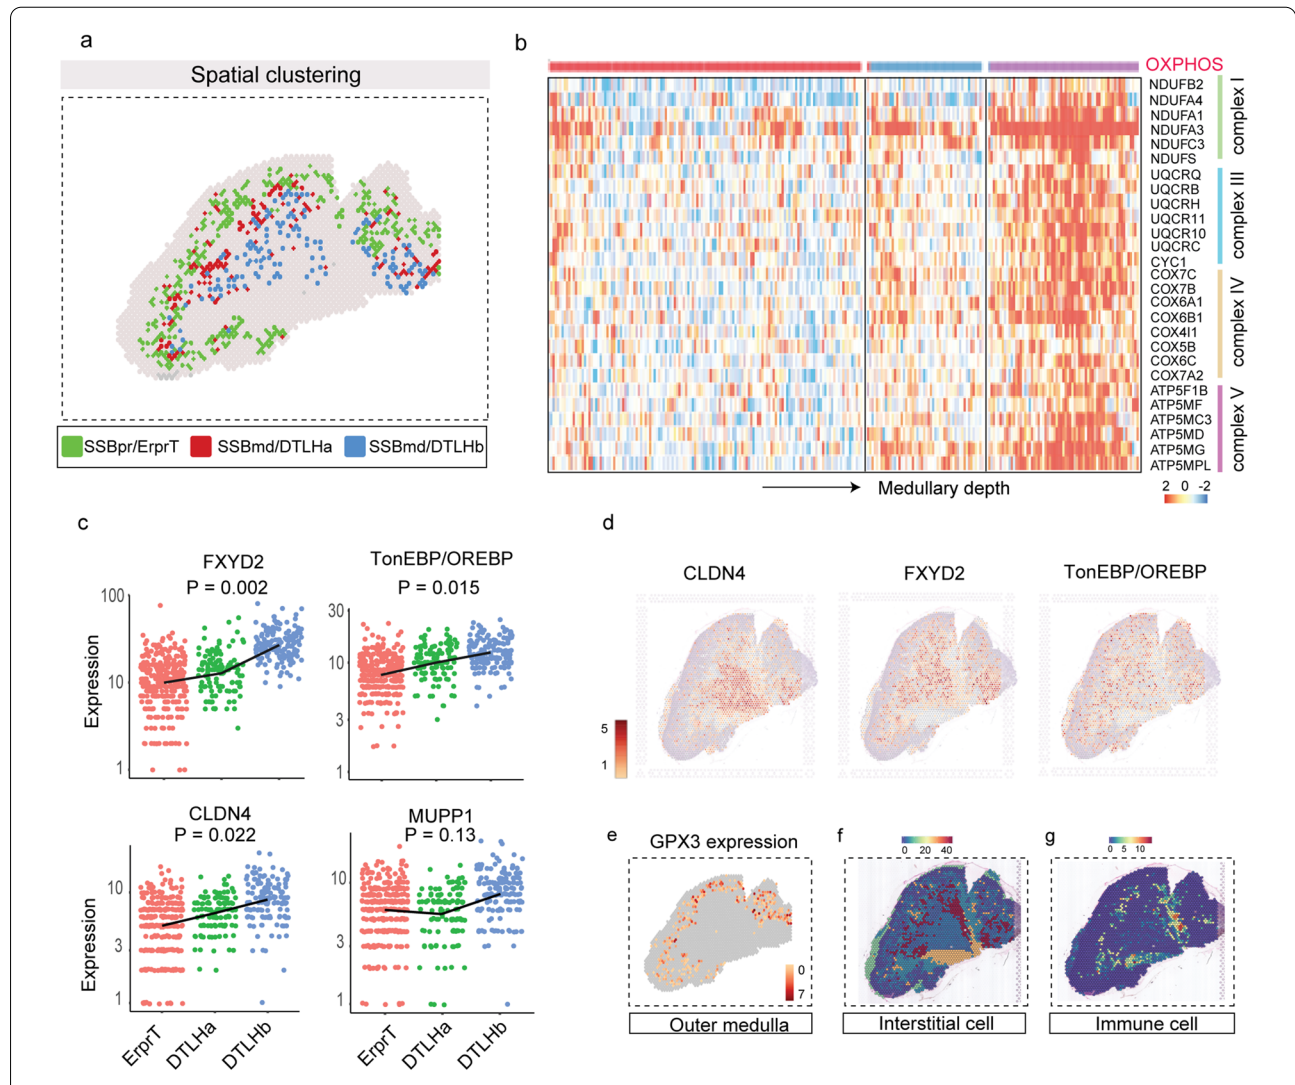 a
Spatial clustering
SSBpr/ErprT SSBmd/DTLHa SSBmd/DTLHb
b
OXPHOS
NDUFB2
NDUFA4
NDUFA1
NDUFA3
NDUFC3
NDUFS
UQCRQ
UQCRB
UQCRH
UQCR11
UQCR10
UQCRC
CYC1
COX7C
COX7B
COX6A1
COX6B1
COX4I1
COX5B
COX6C
COX7A2
ATP5F1B
ATP5MF
ATP5MC3
ATP5MD
ATP5MG
ATP5MPL
complex I
complex III
complex IV
complex V
Medullary depth
2 0 -2
c
FXYD2
P = 0.002
100
10
1
Expression
TonEBP/OREBP
P = 0.015
30
10
3
1
CLDN4
P = 0.022
10
3
1
Expression
ErprT
DTLHa
DTLHb
MUPP1
P = 0.13
10
3
1
ErprT
DTLHa
DTLHb
d
CLDN4
FXYD2
TonEBP/OREBP
5
1
e
GPX3 expression
0
7
Outer medulla
f
0 20 40
Interstitial cell
g
0 5 10
Immune cell